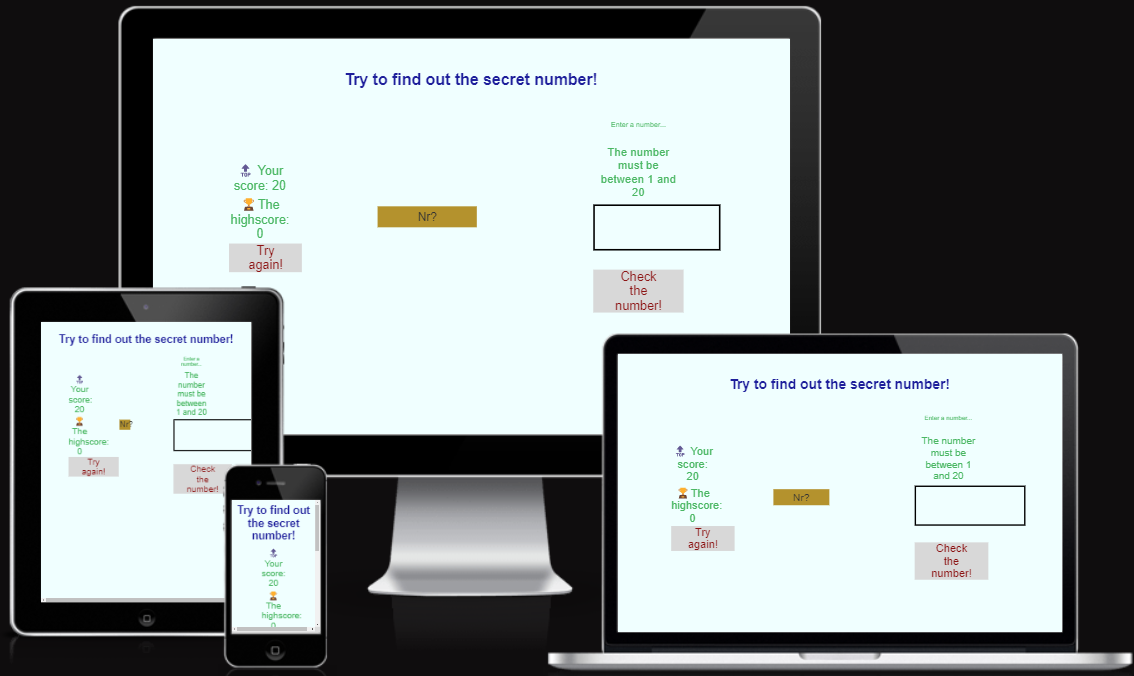 Try to find out the secret number!
Enter a number...
The number
must be
between 1 and
20
TOP Your
score: 20
The
highscore:
0
Try
again!
Nr?
Check
the
number!
Try to find out the secret number!
Enter a
number...
The
number
must be
between
1 and 20
TOP
Your
score:
20
The
highscore:
0
Try
again!
Nr?
Check
the
number!
Try to find out
the secret
number!
TOP
Your
score:
20
The
highscore:
0
Try to find out the secret number!
Enter a number...
The number
must be
between 1
and 20
TOP Your
score:
20
The
highscore:
0
Try
again!
Nr?
Check
the
number!